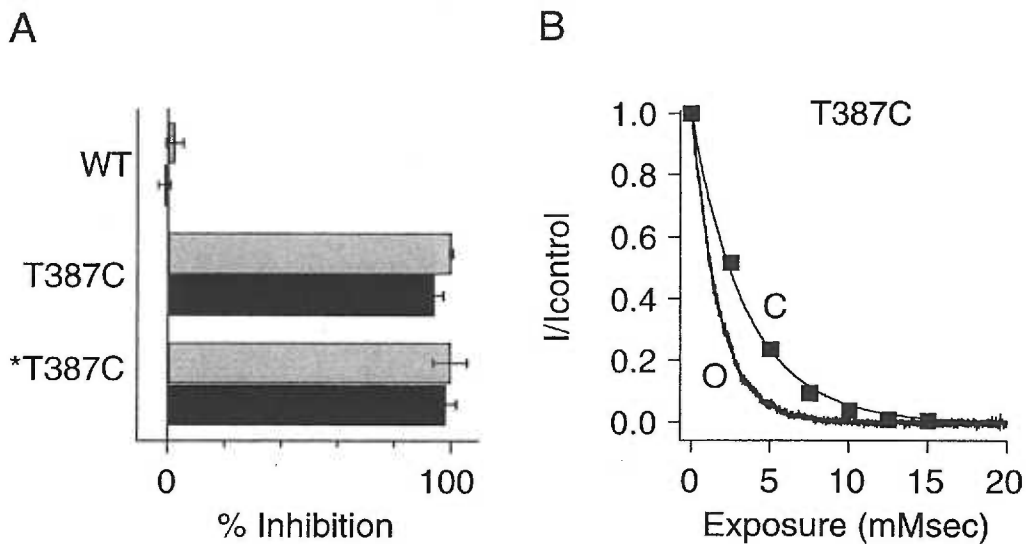 A
WT
T387C
*T387C
0
100
% Inhibition
B
T387C
1.0
0.8
0.6
0.4
0.2
0.0
C
O
0
5
10
15
20
I/Icontrol
Exposure (mMsec)